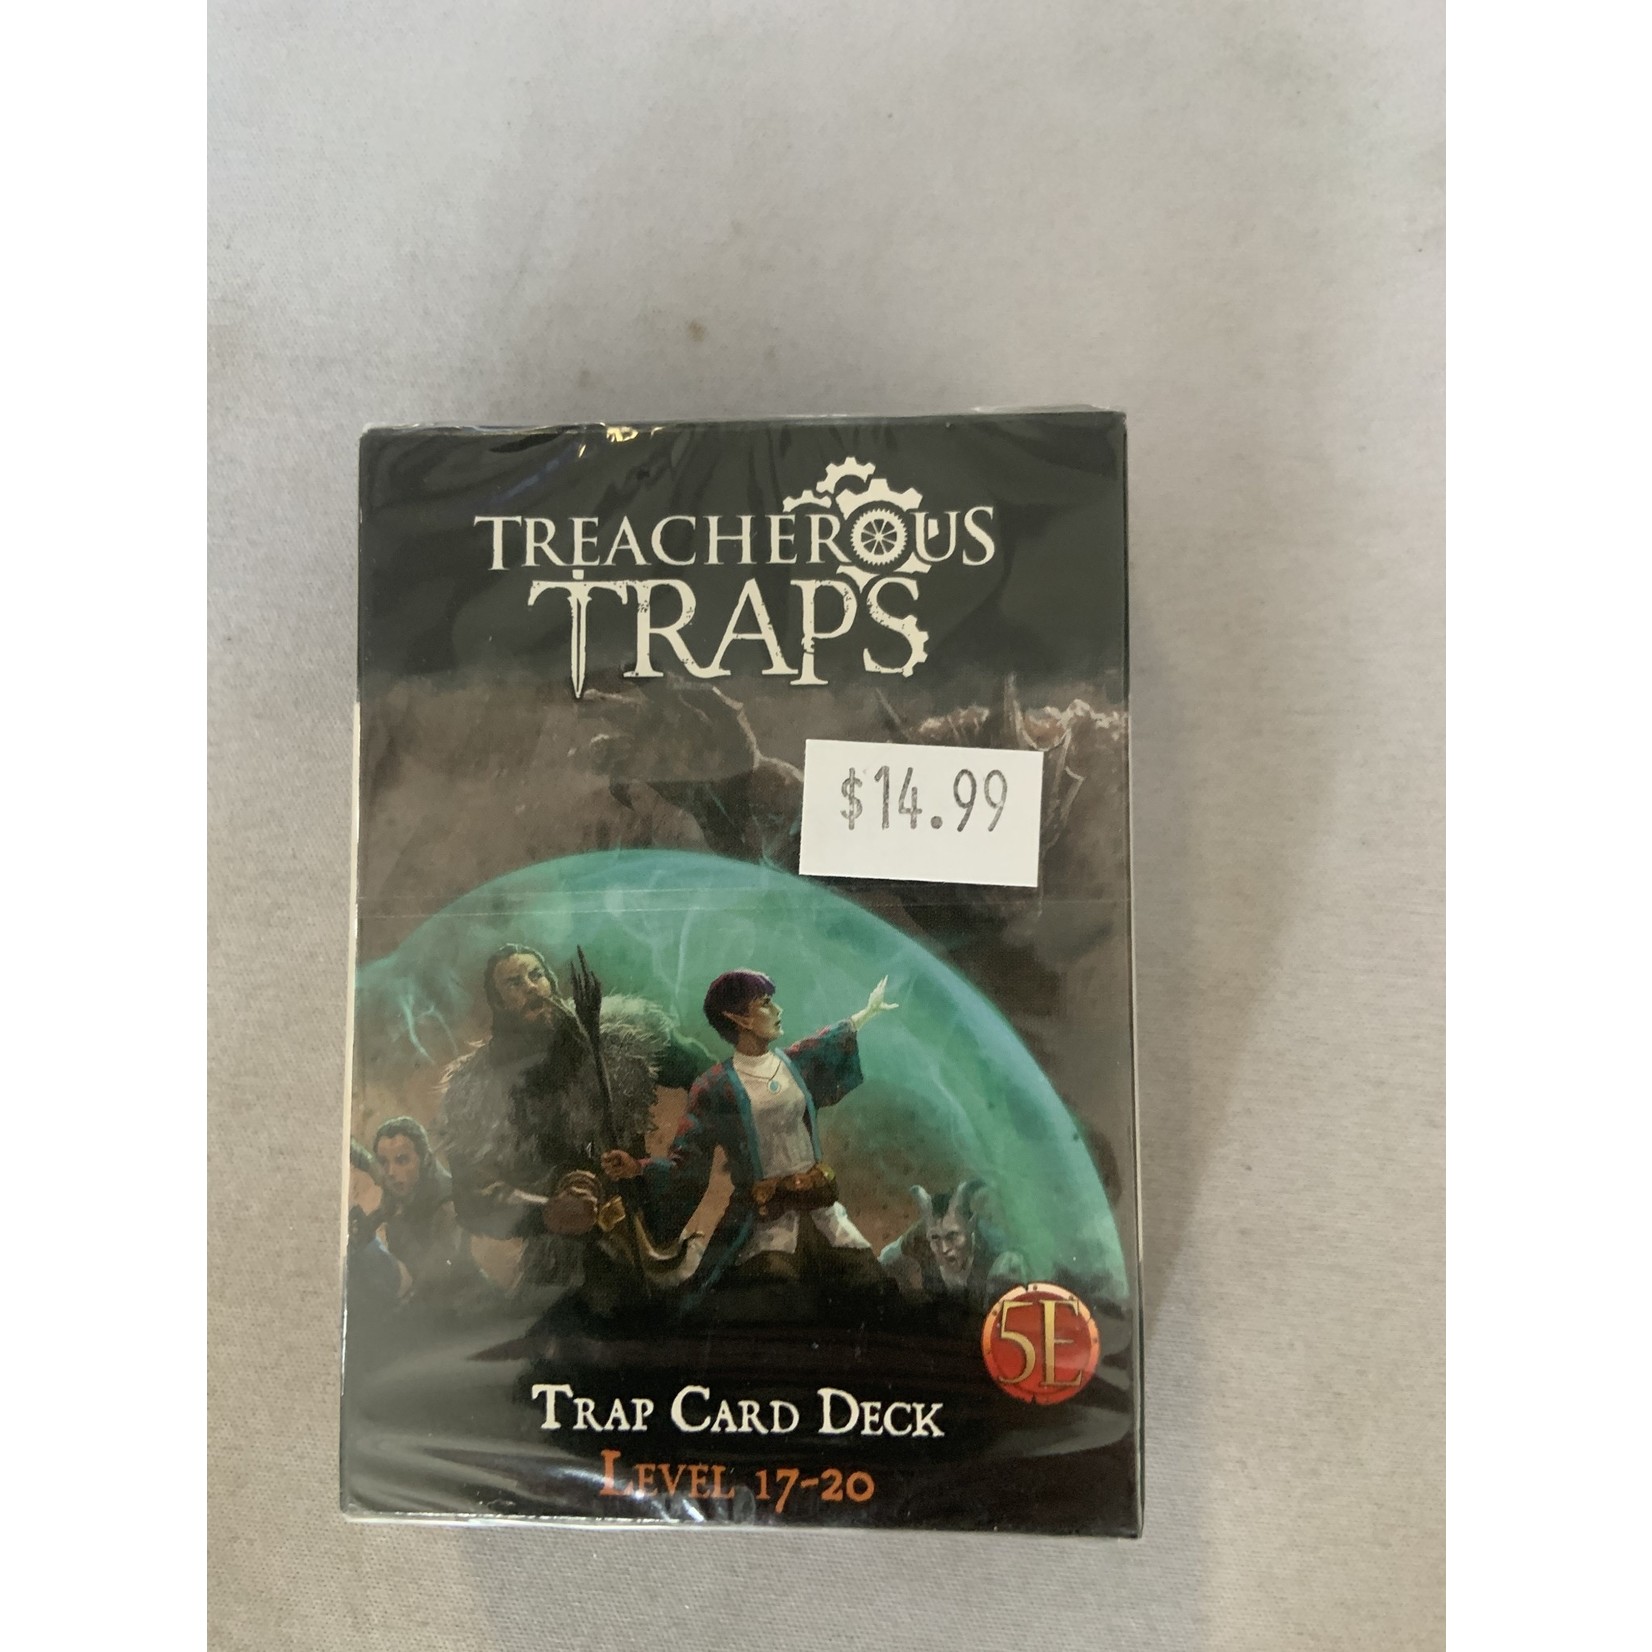 TREACHEROUS
TRAPS
$14.99
5E
TRAP CARD DECK
LEVEL 17-20